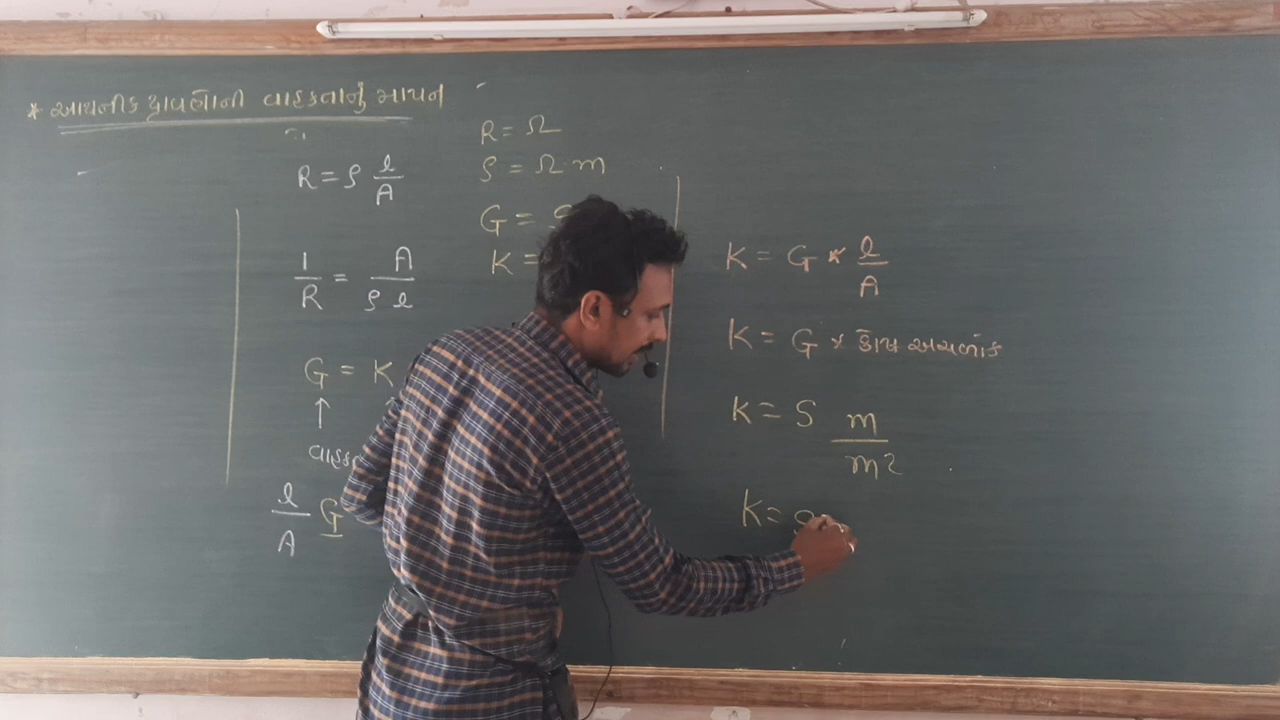 * આયનીક દ્રાવણોની વાહકતાનું માપન
R = Ω
R = ρ l/A
ρ = Ω·m
G = S
1/R = A/ρ l
K =
G = K
↑
l/A G
K = G * l/A
K = G * કોષ અચળાંક
K = S m/m²
K = S